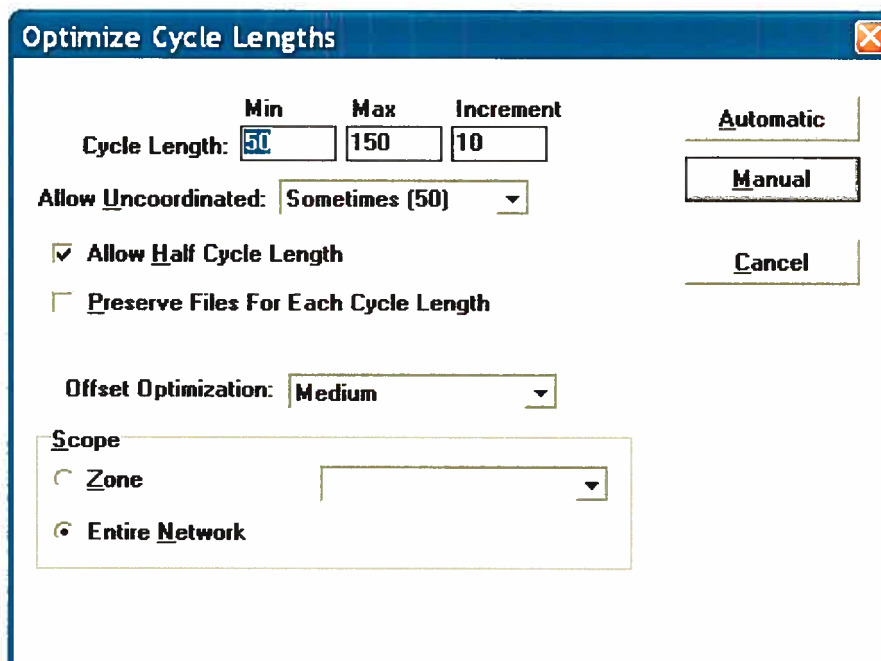 Optimize Cycle Lengths
Min Max Increment
Cycle Length: 50 150 10
Automatic
Manual
Allow Uncoordinated: Sometimes (50)
Allow Half Cycle Length
Cancel
Preserve Files For Each Cycle Length
Offset Optimization: Medium
Scope
Zone
Entire Network